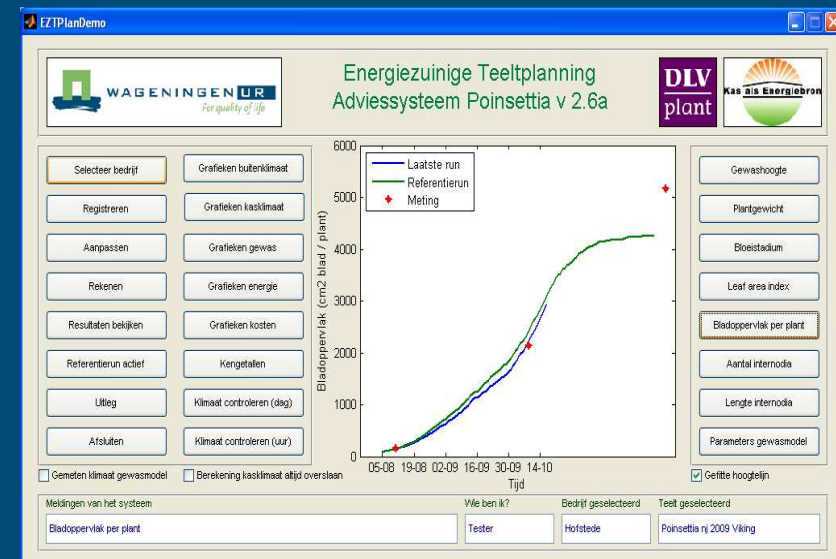 EZTPlanDemo
WAGENINGEN UR
For quality of life
Energiezuinige Teeltplanning
Adviessysteem Poinsettia v 2.6a
DLV
plant
Kas als Energiebron
Selecteer bedrijf
Registreren
Aanpassen
Rekenen
Resultaten bekijken
Referentierun actief
Uitleg
Afsluiten
Grafieken buitenklimaat
Grafieken kasklimaat
Grafieken gewas
Grafieken energie
Grafieken kosten
Kengetallen
Klimaat controleren (dag)
Klimaat controleren (uur)
Gemeten klimaat gewasmodel
Berekening kasklimaat altijd overslaan
Laatste run
Referentierun
Meting
Bladoppervlak (cm2 blad / plant)
6000
5000
4000
3000
2000
1000
0
05-08 19-08 02-09 16-09 30-09 14-10
Tijd
Gewashoogte
Plantgewicht
Bloeistadium
Leaf area index
Bladoppervlak per plant
Aantal internodia
Lengte internodia
Parameters gewasmodel
Gefitte hoogtelijn
Meldingen van het systeem
Bladoppervlak per plant
Wie ben ik?
Tester
Bedrijf geselecteerd
Hofstede
Teelt geselecteerd
Poinsettia nj 2009 Viking